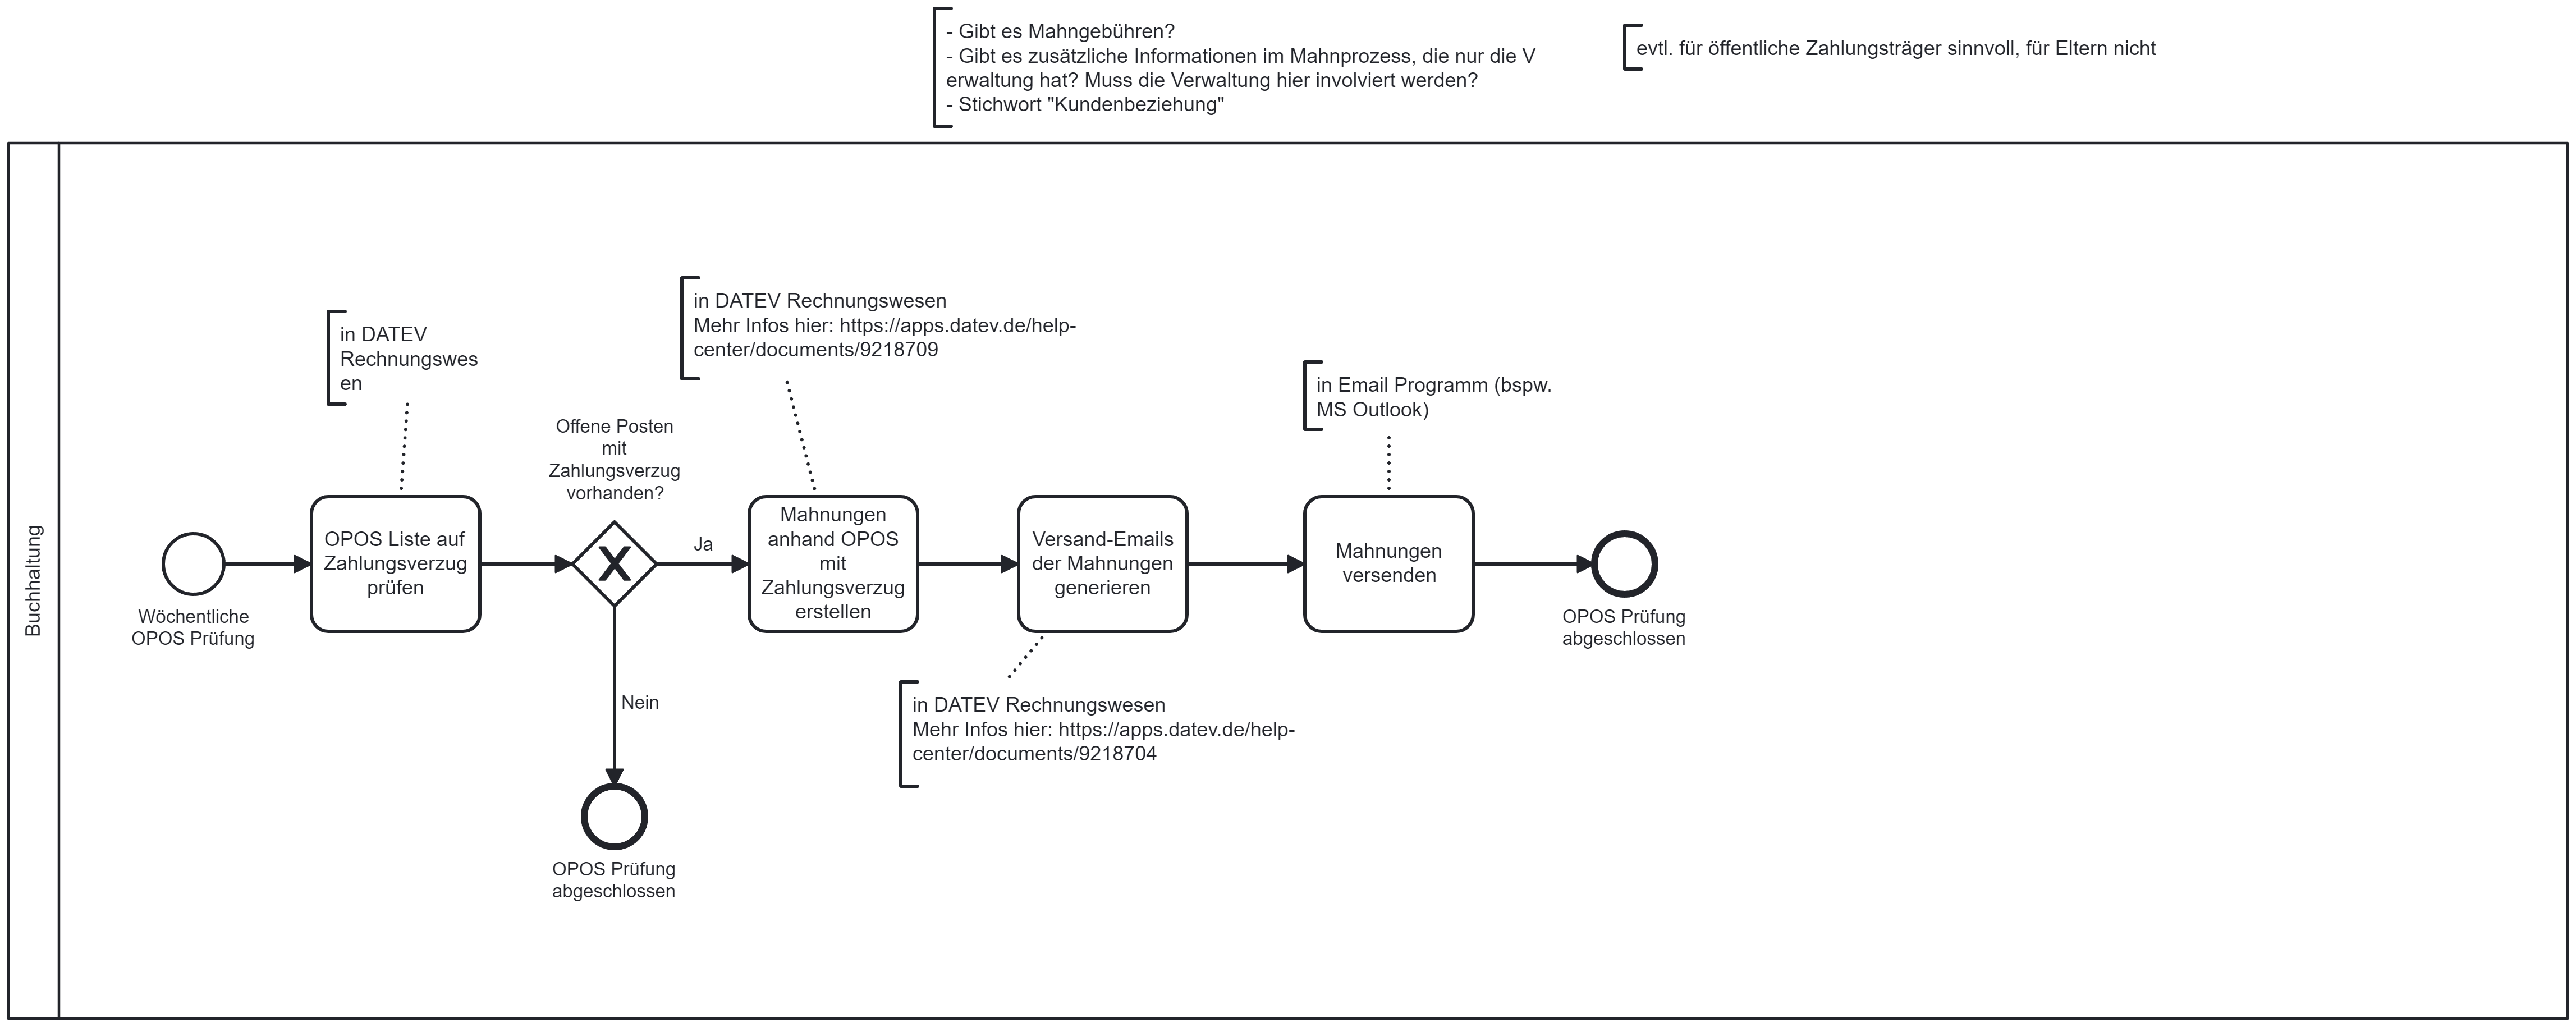 - Gibt es Mahngebühren?
- Gibt es zusätzliche Informationen im Mahnprozess, die nur die V
erwaltung hat? Muss die Verwaltung hier involviert werden?
- Stichwort "Kundenbeziehung"
evtl. für öffentliche Zahlungsträger sinnvoll, für Eltern nicht
Buchhaltung
in DATEV
Rechnungswes
en
in DATEV Rechnungswesen
Mehr Infos hier: https://apps.datev.de/help-
center/documents/9218709
in Email Programm (bspw.
MS Outlook)
Offene Posten
mit
Zahlungsverzug
vorhanden?
Wöchentliche
OPOS Prüfung
OPOS Liste auf
Zahlungsverzug
prüfen
Ja
Mahnungen
anhand OPOS
mit
Zahlungsverzug
erstellen
Versand-Emails
der Mahnungen
generieren
Mahnungen
versenden
OPOS Prüfung
abgeschlossen
Nein
in DATEV Rechnungswesen
Mehr Infos hier: https://apps.datev.de/help-
center/documents/9218704
OPOS Prüfung
abgeschlossen